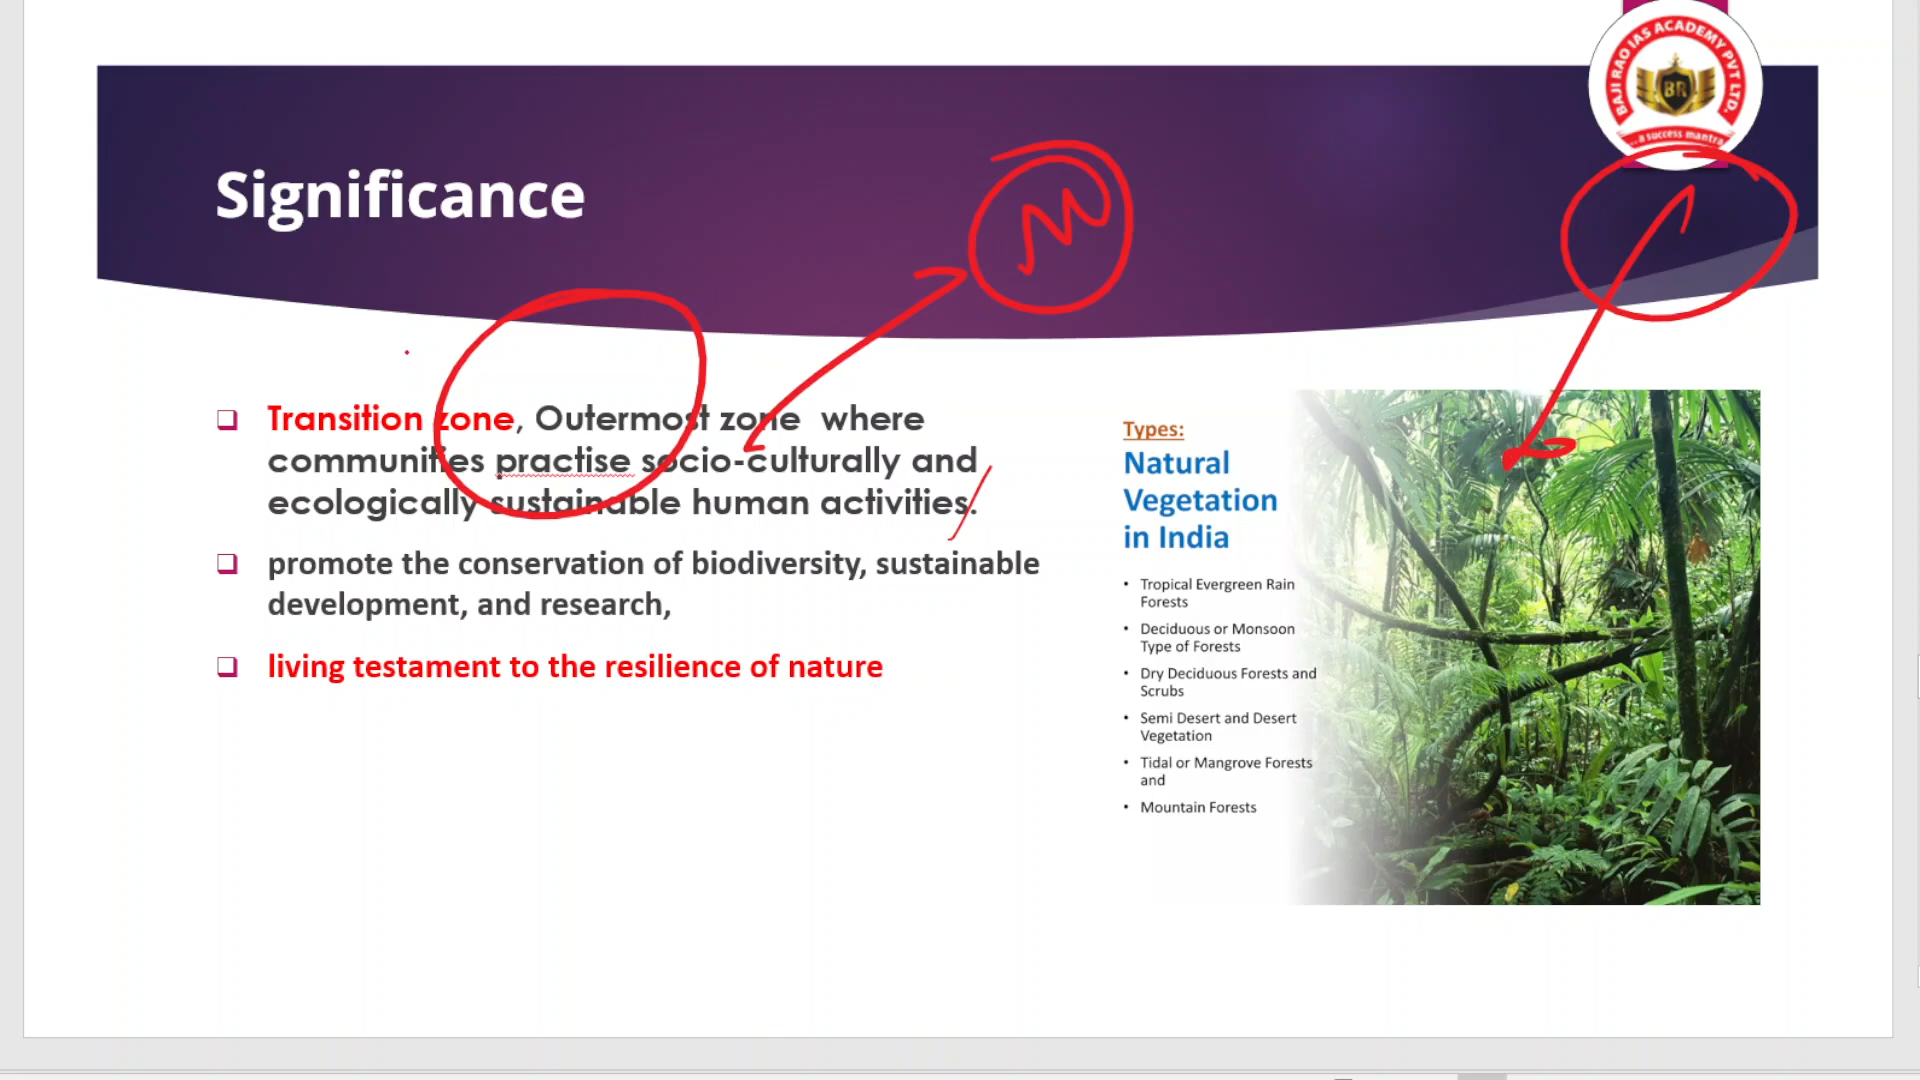 BAJI RAO IAS ACADEMY PVT LTD.
BR
...a success mantra
Significance
M
Transition zone, Outermost zone where
communities practise socio-culturally and
ecologically sustainable human activities.
promote the conservation of biodiversity, sustainable
development, and research,
living testament to the resilience of nature
Types:
Natural
Vegetation
in India
• Tropical Evergreen Rain
Forests
• Deciduous or Monsoon
Type of Forests
• Dry Deciduous Forests and
Scrubs
• Semi Desert and Desert
Vegetation
• Tidal or Mangrove Forests
and
• Mountain Forests